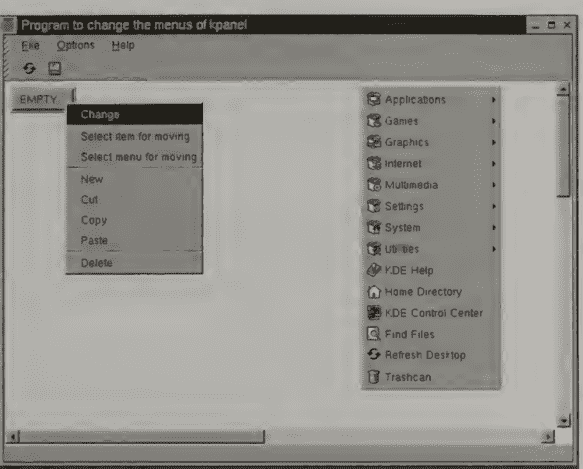 Program to change the menus of kpanel
File Options Help
EMPTY
Change
Select item for moving
Select menu for moving
New
Cut
Copy
Paste
Delete
Applications
Games
Graphics
Internet
Multimedia
Settings
System
Utilities
KDE Help
Home Directory
KDE Control Center
Find Files
Refresh Desktop
Trashcan